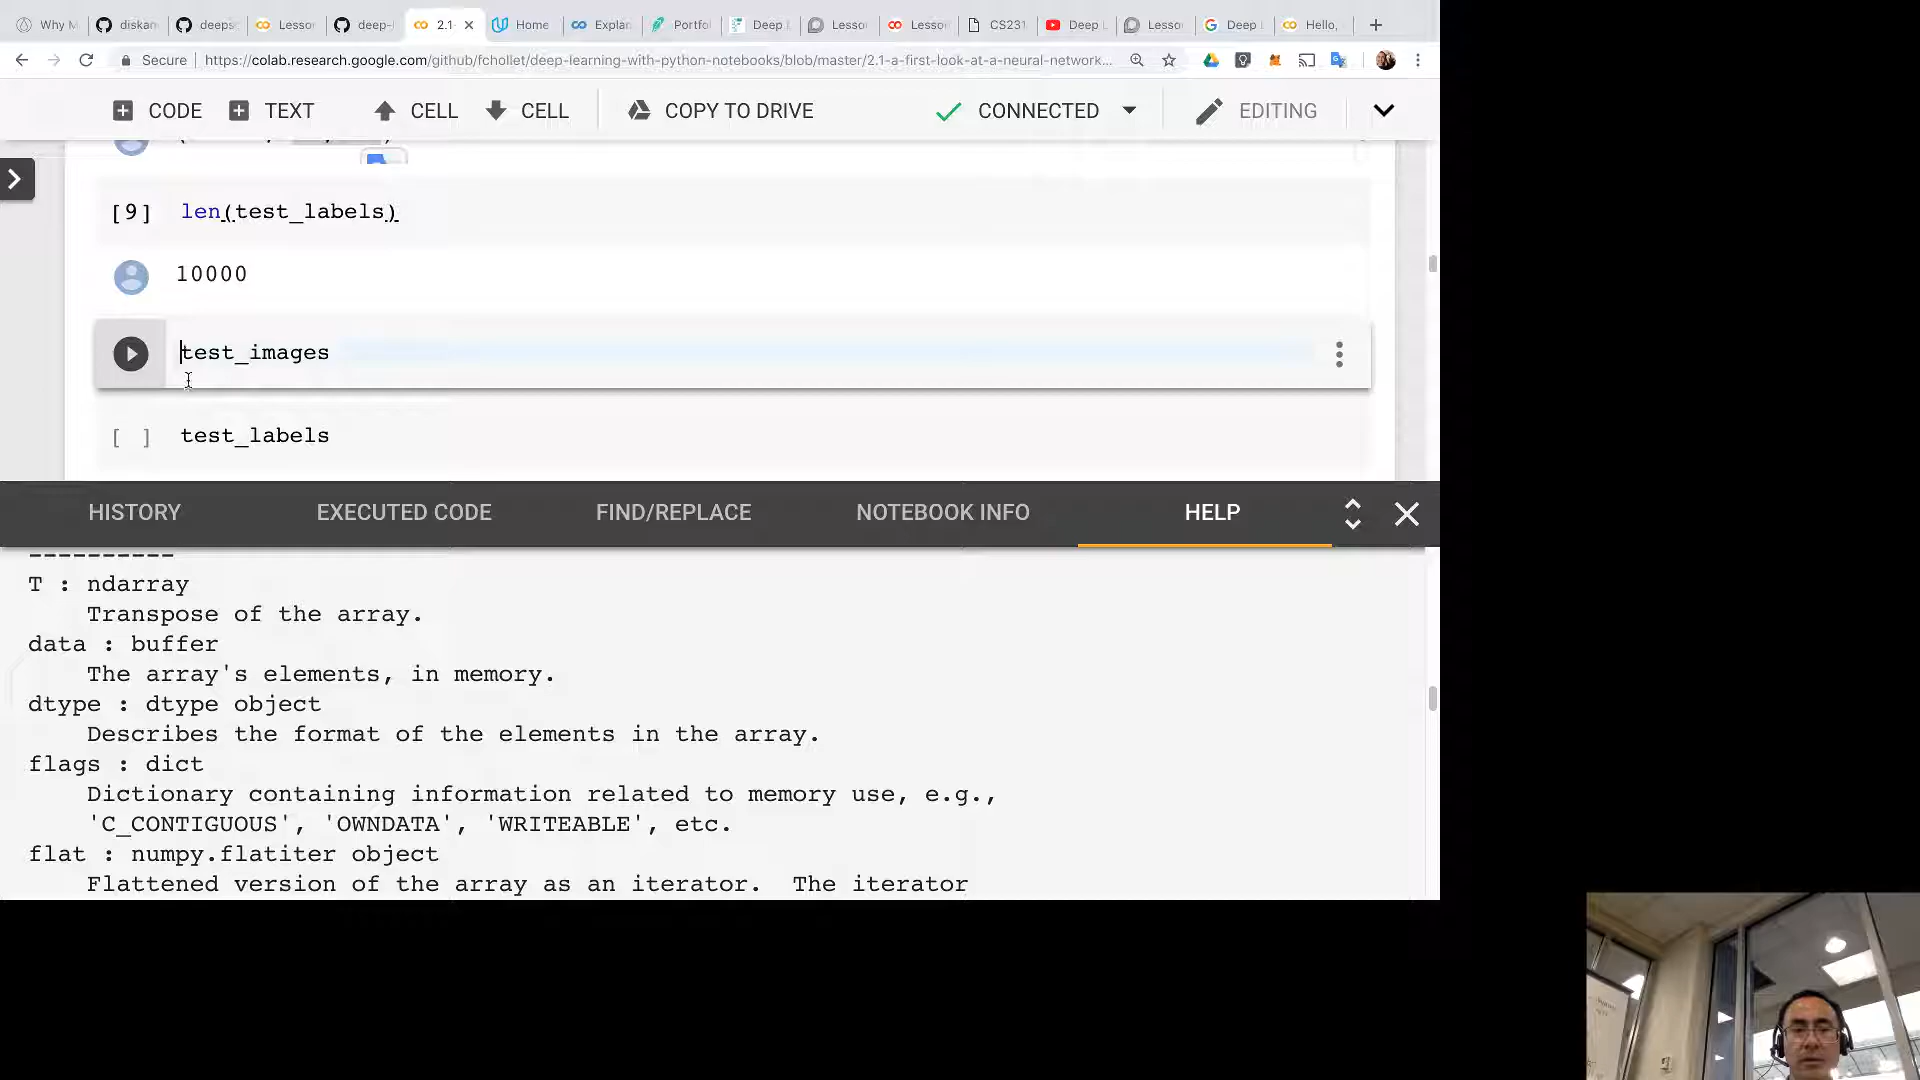 Why M
diskan
deeps
Lesso
deep-
2.1
Home
Explan
Portfo
Deep
Lesso
Lesso
CS231
Deep L
Lesso
Deep
Hello,
Secure https://colab.research.google.com/github/fchollet/deep-learning-with-python-notebooks/blob/master/2.1-a-first-look-at-a-neural-network...
CODE TEXT CELL CELL COPY TO DRIVE CONNECTED EDITING
[9] len(test_labels)
10000
test_images
[ ] test_labels
HISTORY EXECUTED CODE FIND/REPLACE NOTEBOOK INFO HELP
----------
T : ndarray
Transpose of the array.
data : buffer
The array's elements, in memory.
dtype : dtype object
Describes the format of the elements in the array.
flags : dict
Dictionary containing information related to memory use, e.g.,
'C_CONTIGUOUS', 'OWNDATA', 'WRITEABLE', etc.
flat : numpy.flatiter object
Flattened version of the array as an iterator.  The iterator